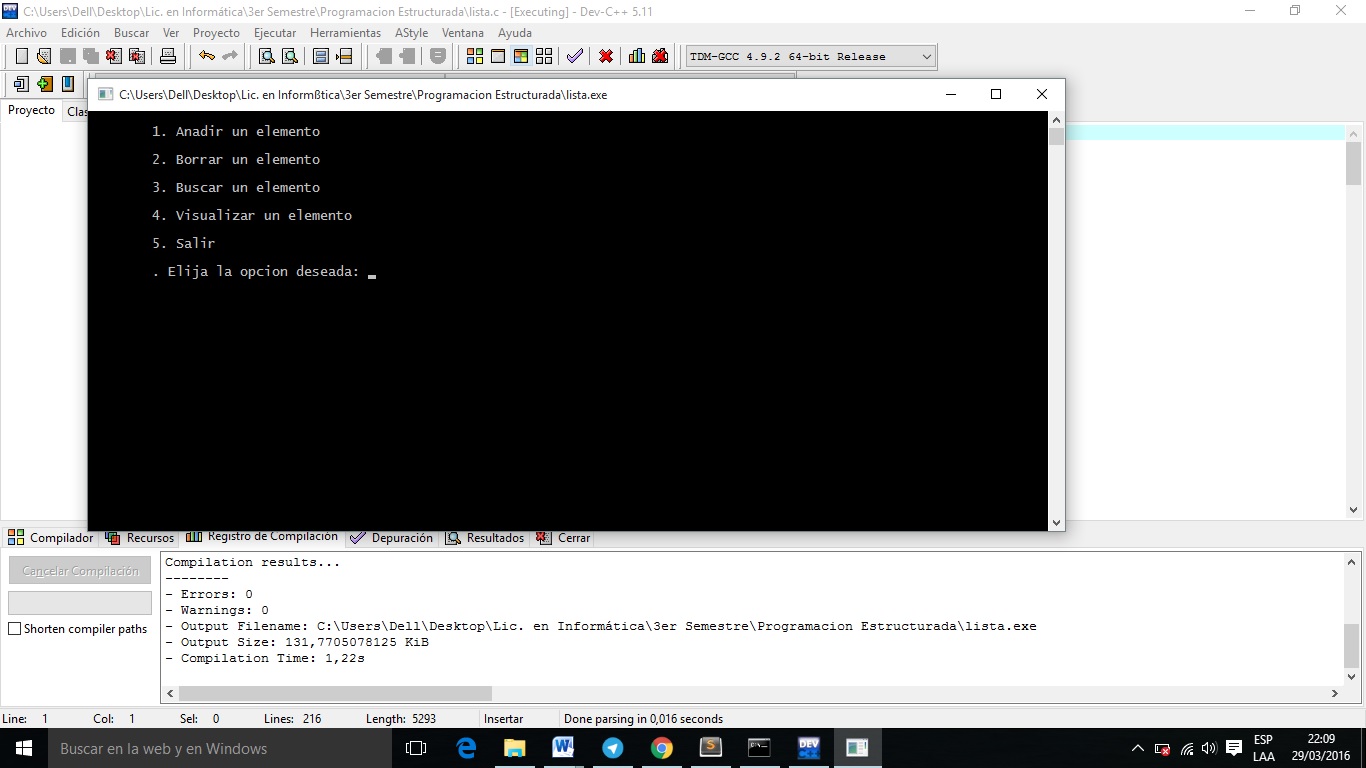 C:\Users\Dell\Desktop\Lic. en Informática\3er Semestre\Programacion Estructurada\lista.c - [Executing] - Dev-C++ 5.11
Archivo Edición Buscar Ver Proyecto Ejecutar Herramientas AStyle Ventana Ayuda
TDM-GCC 4.9.2 64-bit Release
Proyecto
C:\Users\Dell\Desktop\Lic. en Informßtica\3er Semestre\Programacion Estructurada\lista.exe
1. Anadir un elemento
2. Borrar un elemento
3. Buscar un elemento
4. Visualizar un elemento
5. Salir
. Elija la opcion deseada:
Compilador Recursos Registro de Compilación Depuración Resultados Cerrar
Cancelar Compilación
Shorten compiler paths
Compilation results...
--------
- Errors: 0
- Warnings: 0
- Output Filename: C:\Users\Dell\Desktop\Lic. en Informática\3er Semestre\Programacion Estructurada\lista.exe
- Output Size: 131,7705078125 KiB
- Compilation Time: 1,22s
Line: 1 Col: 1 Sel: 0 Lines: 216 Length: 5293 Insertar Done parsing in 0,016 seconds
Buscar en la web y en Windows
ESP
LAA
22:09
29/03/2016